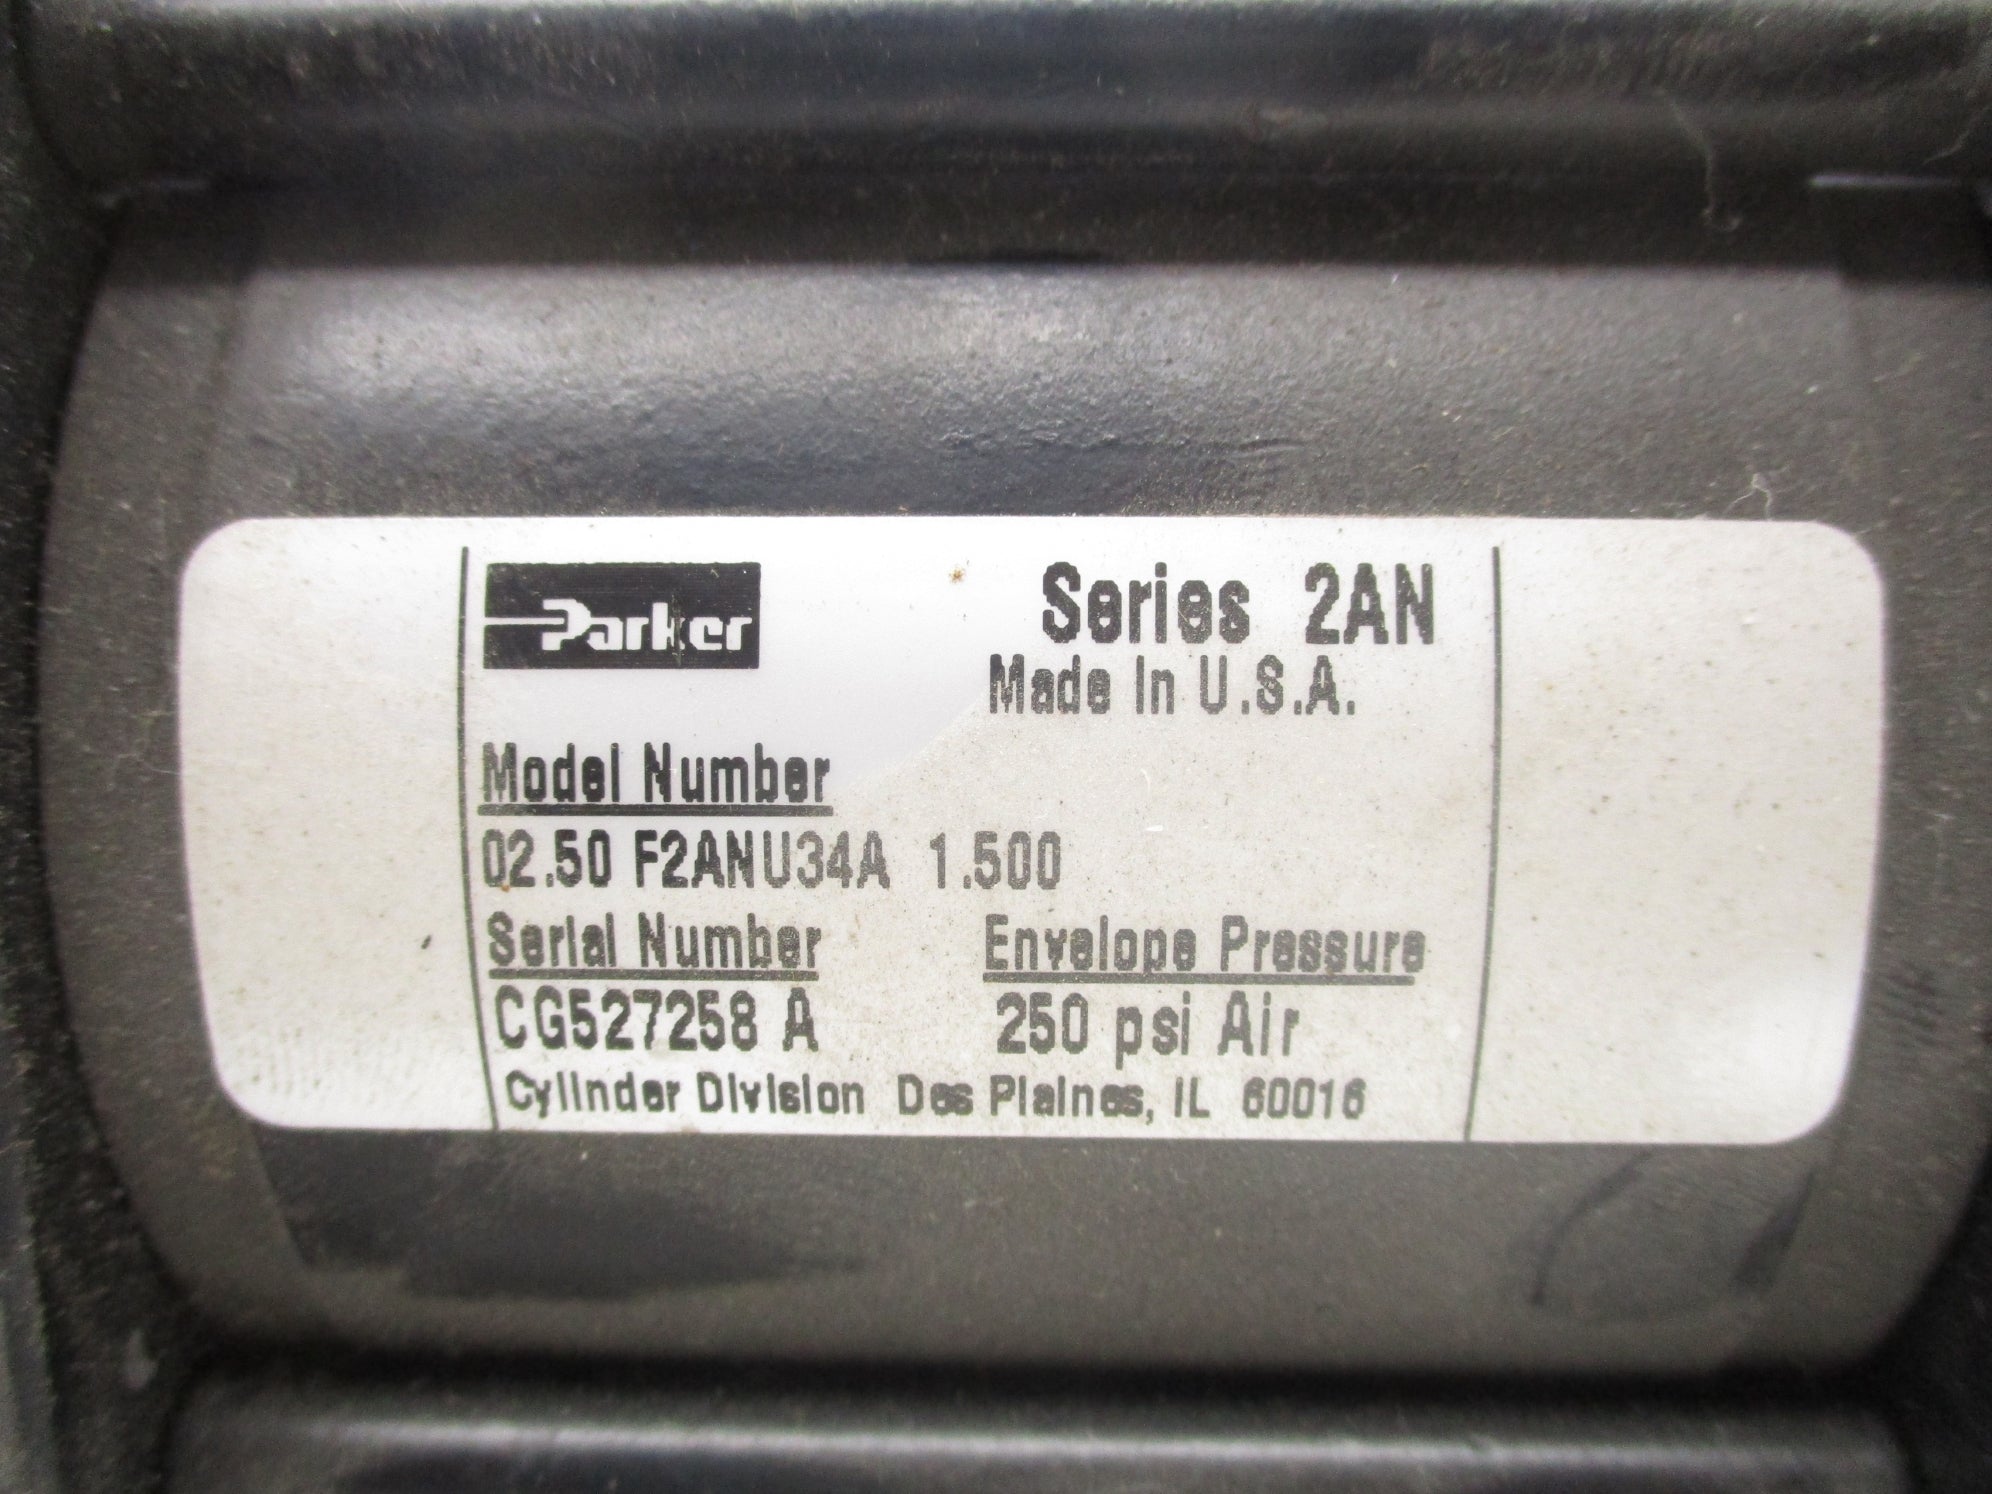 Parker
Series 2AN
Made In U.S.A.
Model Number
02.50 F2ANU34A 1.500
Serial Number Envelope Pressure
CG527258 A 250 psi Air
Cylinder Division Des Plaines, IL 60016